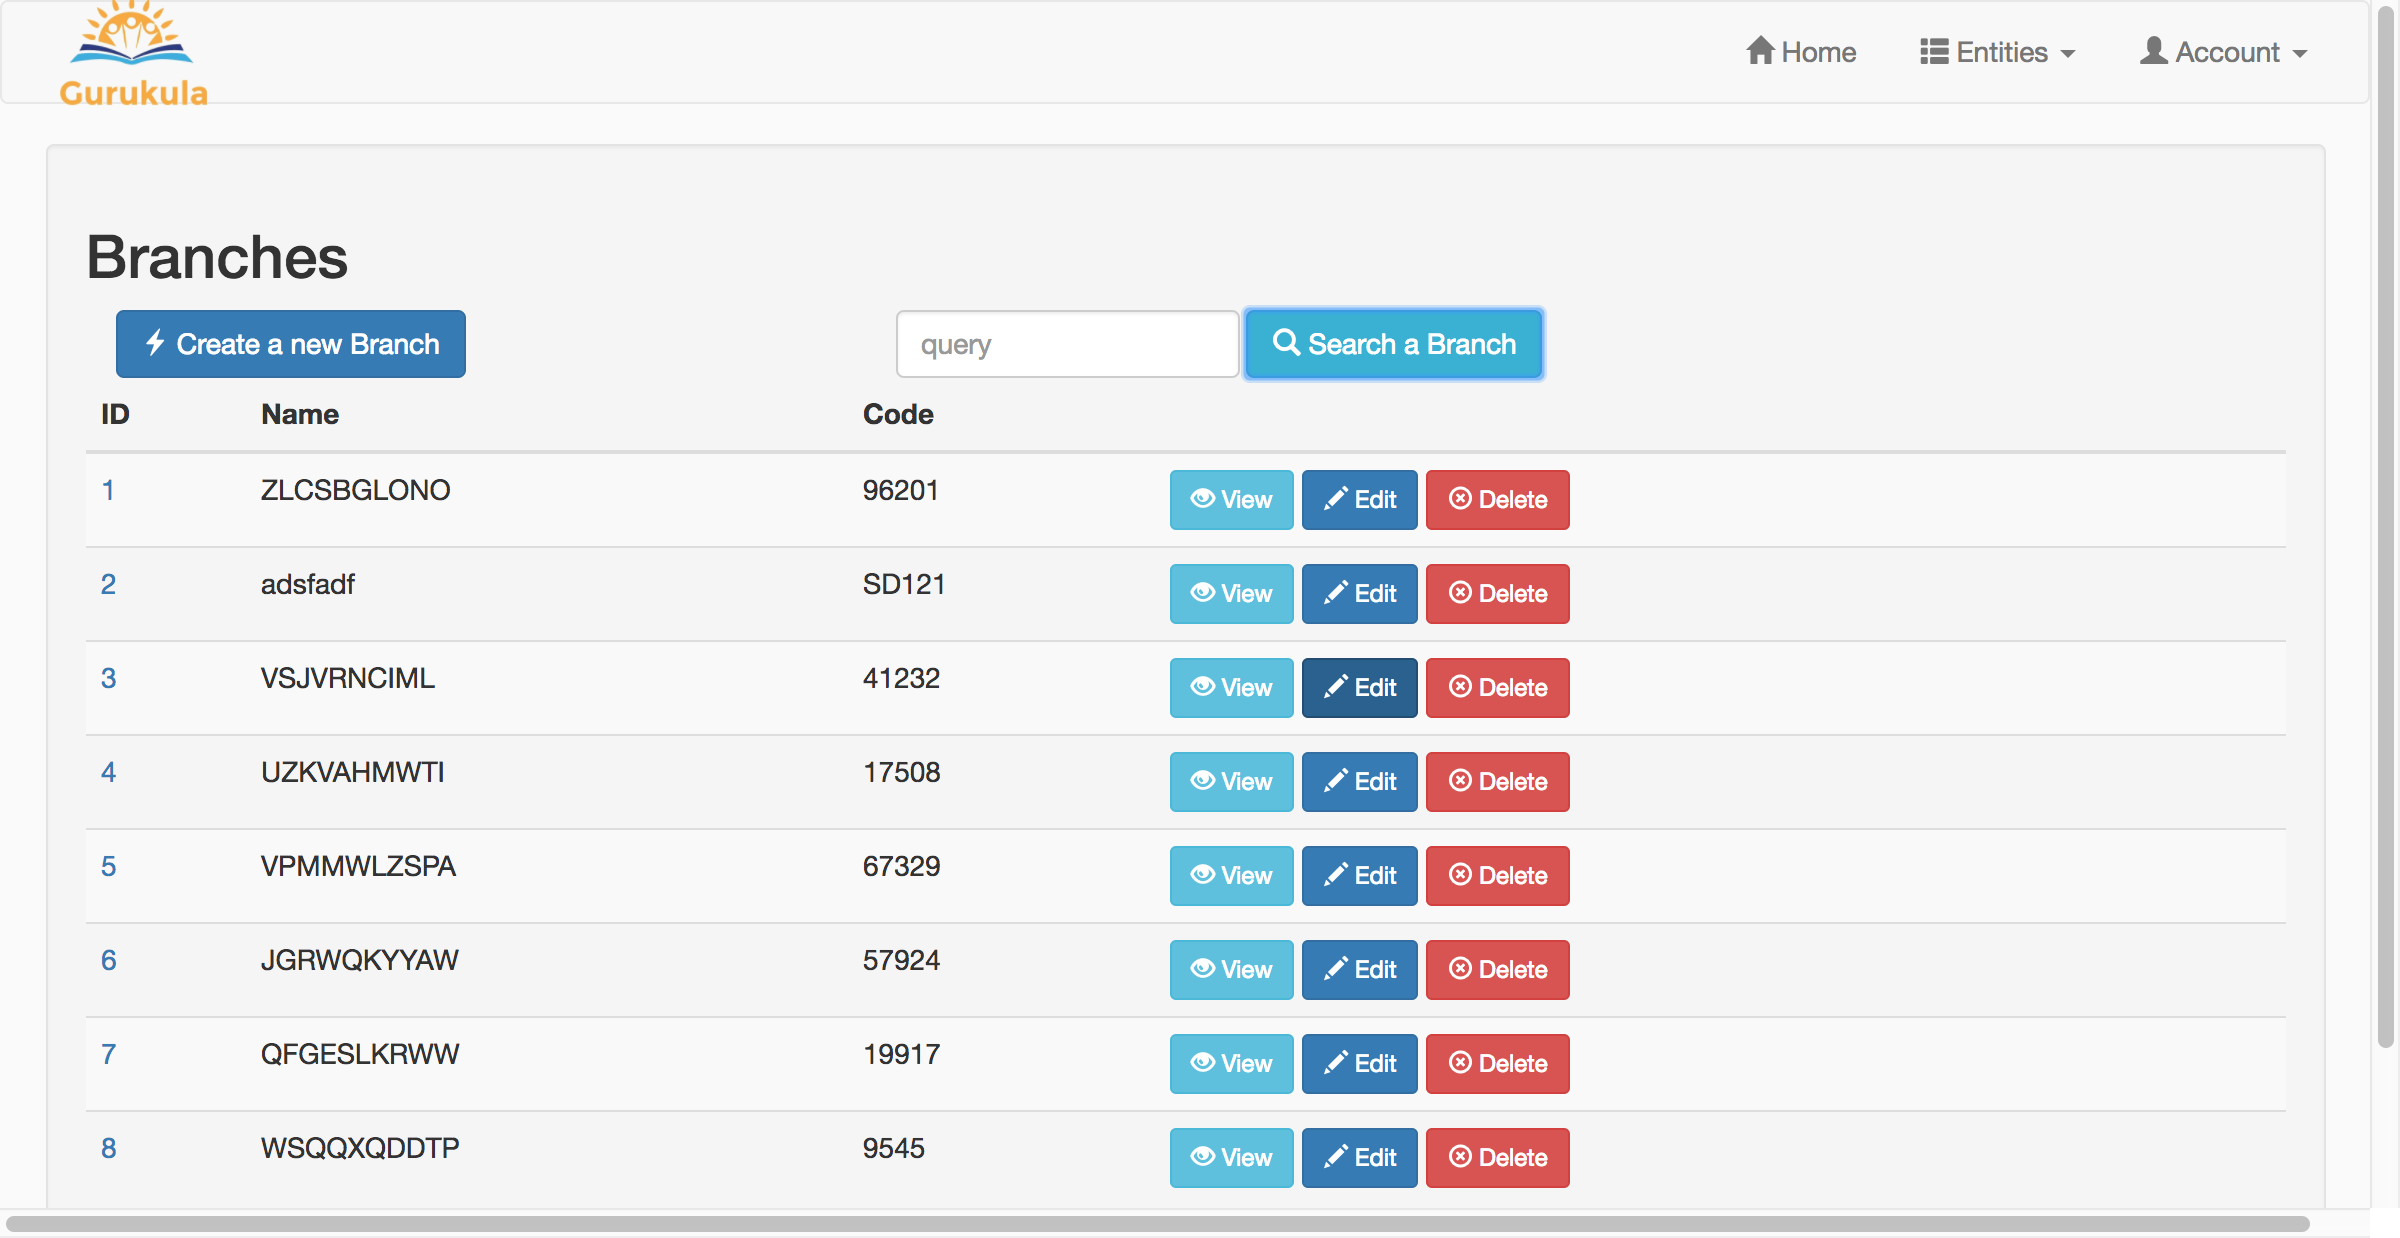 Gurukula
Home Entities Account
Branches
Create a new Branch query Search a Branch
ID Name Code
1 ZLCSBGLONO 96201 View Edit Delete
2 adsfadf SD121 View Edit Delete
3 VSJVRNCIML 41232 View Edit Delete
4 UZKVAHMWTI 17508 View Edit Delete
5 VPMMWLZSPA 67329 View Edit Delete
6 JGRWQKYYAW 57924 View Edit Delete
7 QFGESLKRWW 19917 View Edit Delete
8 WSQQXQDDTP 9545 View Edit Delete